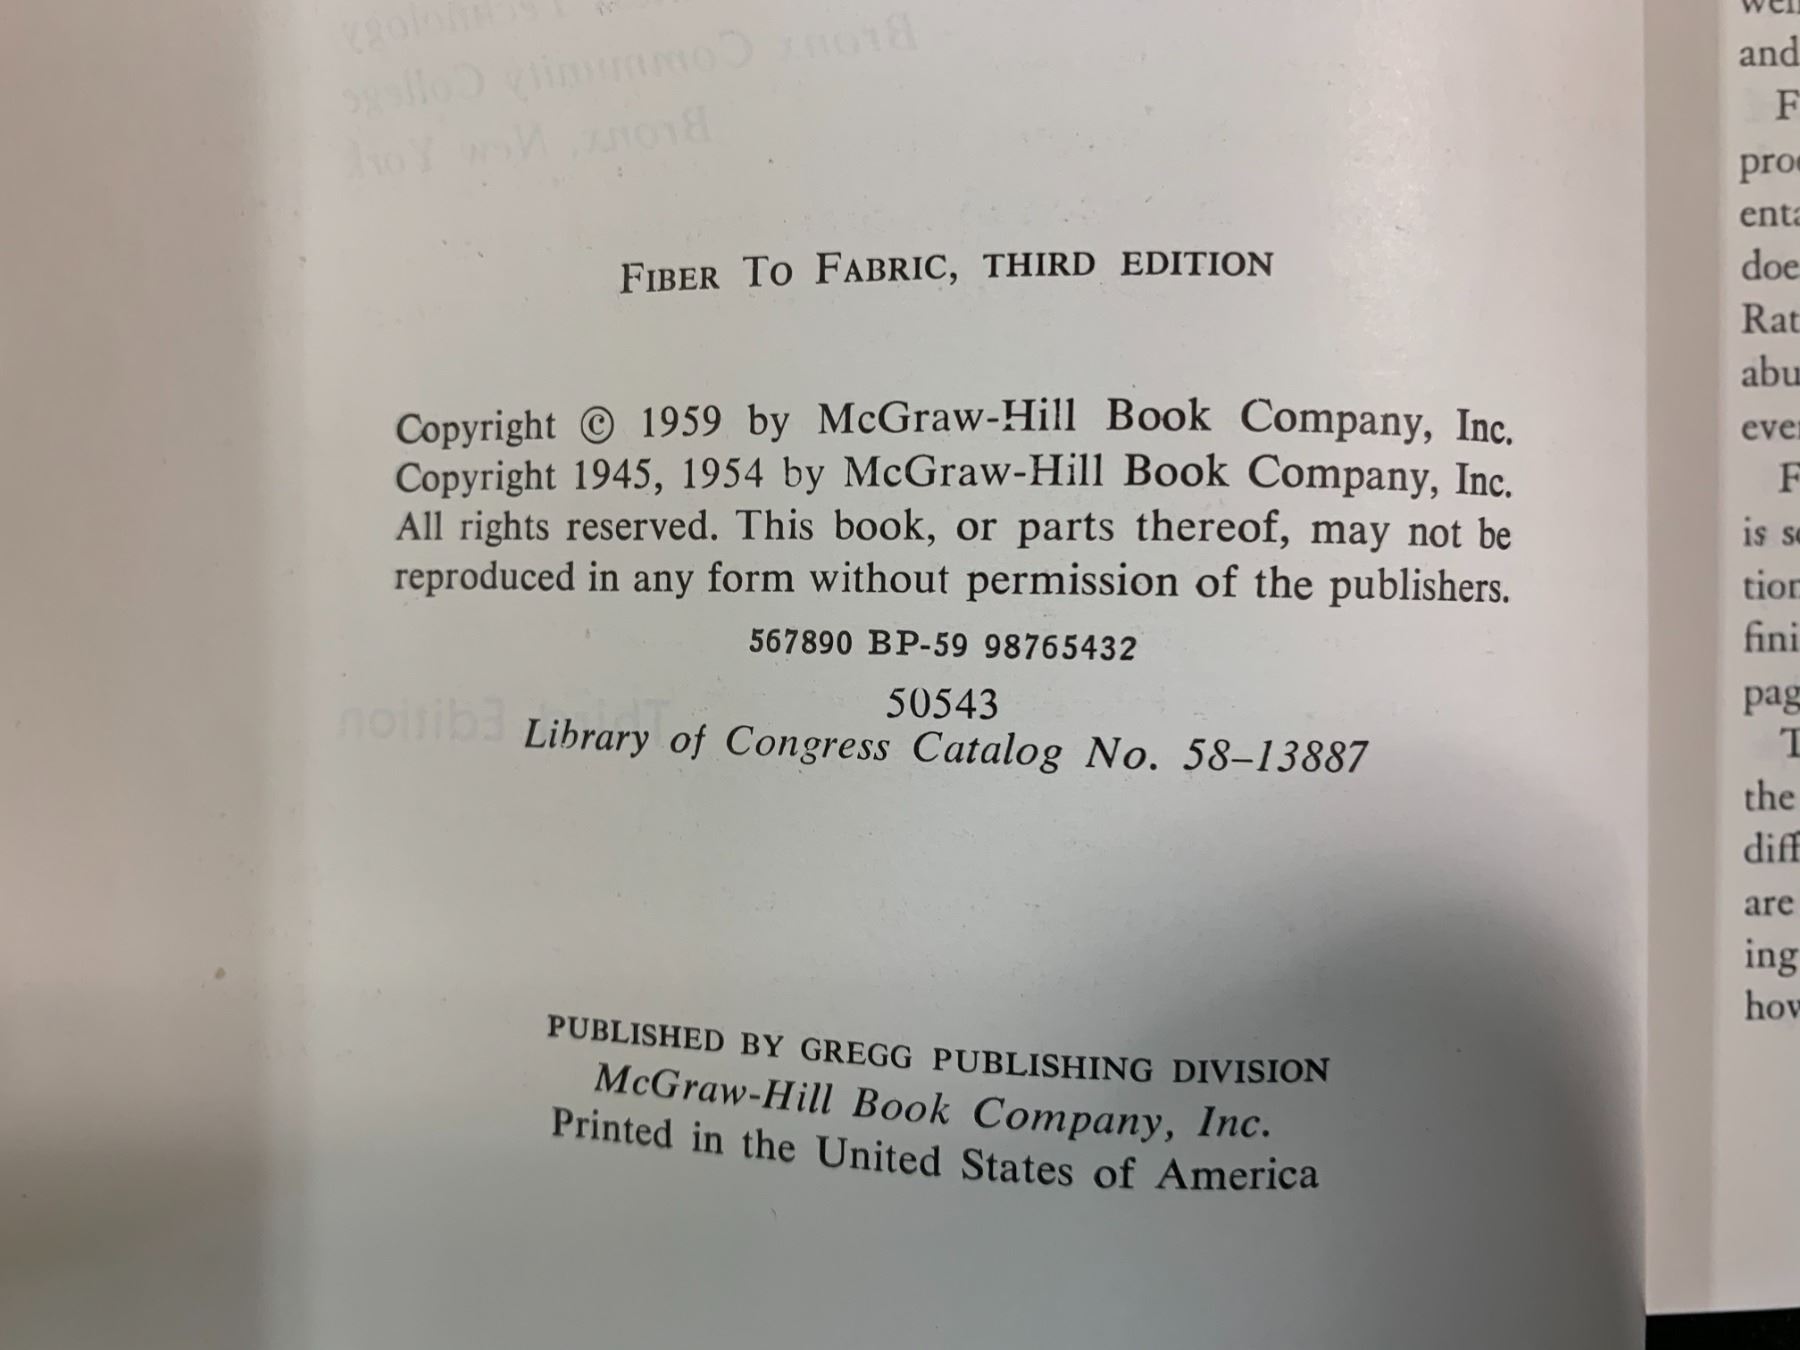 FIBER TO FABRIC, THIRD EDITION
Copyright © 1959 by McGraw-Hill Book Company, Inc.
Copyright 1945, 1954 by McGraw-Hill Book Company, Inc.
All rights reserved. This book, or parts thereof, may not be
reproduced in any form without permission of the publishers.
567890 BP-59 98765432
50543
Library of Congress Catalog No. 58–13887
PUBLISHED BY GREGG PUBLISHING DIVISION
McGraw-Hill Book Company, Inc.
Printed in the United States of America
and
the
are